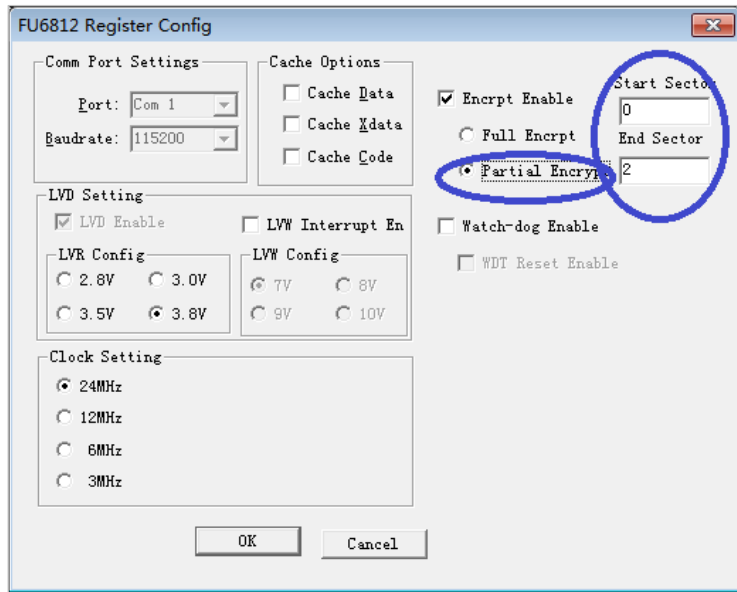 FU6812 Register Config
Comm Port Settings
Port: Com 1
Baudrate: 115200
Cache Options
Cache Data
Cache Xdata
Cache Code
Encrpt Enable
Full Encrpt
Partial Encrypt
Start Sector
0
End Sector
2
LVD Setting
LVD Enable
LVW Interrupt En
LVR Config
2.8V 3.0V
3.5V 3.8V
LVW Config
7V 8V
9V 10V
Watch-dog Enable
WDT Reset Enable
Clock Setting
24MHz
12MHz
6MHz
3MHz
OK Cancel